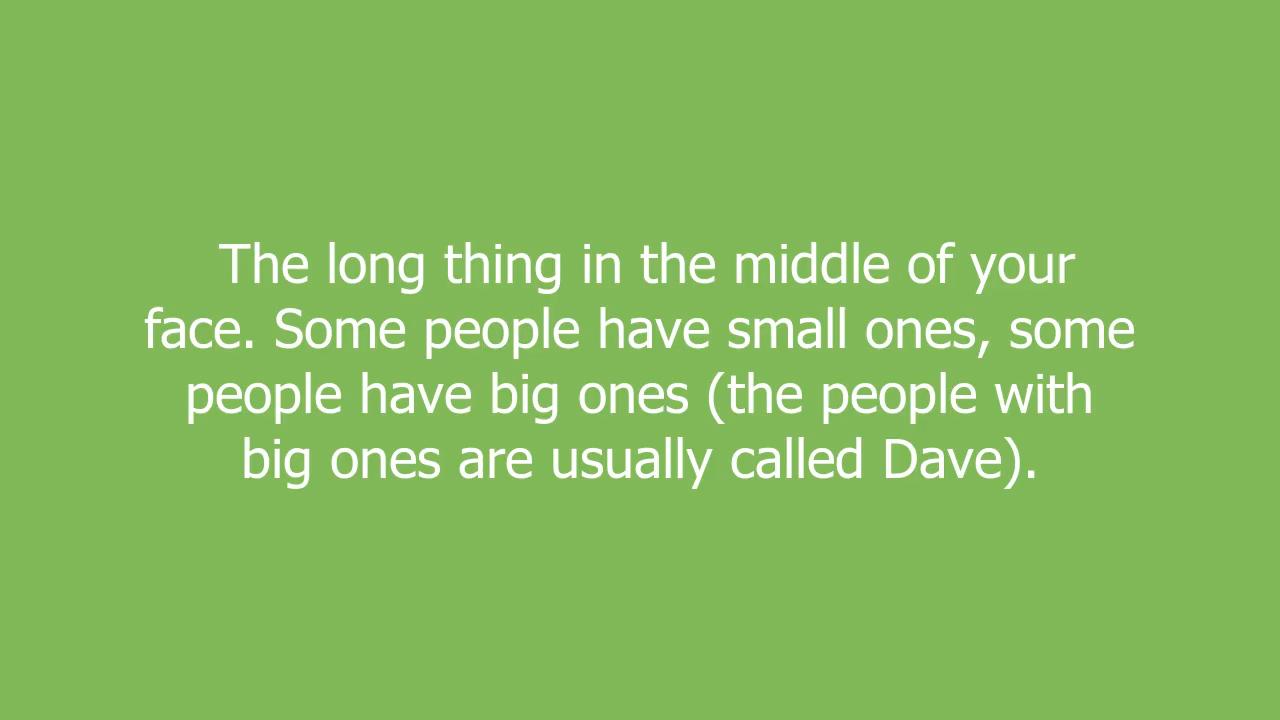 The long thing in the middle of your
face. Some people have small ones, some
people have big ones (the people with
big ones are usually called Dave).